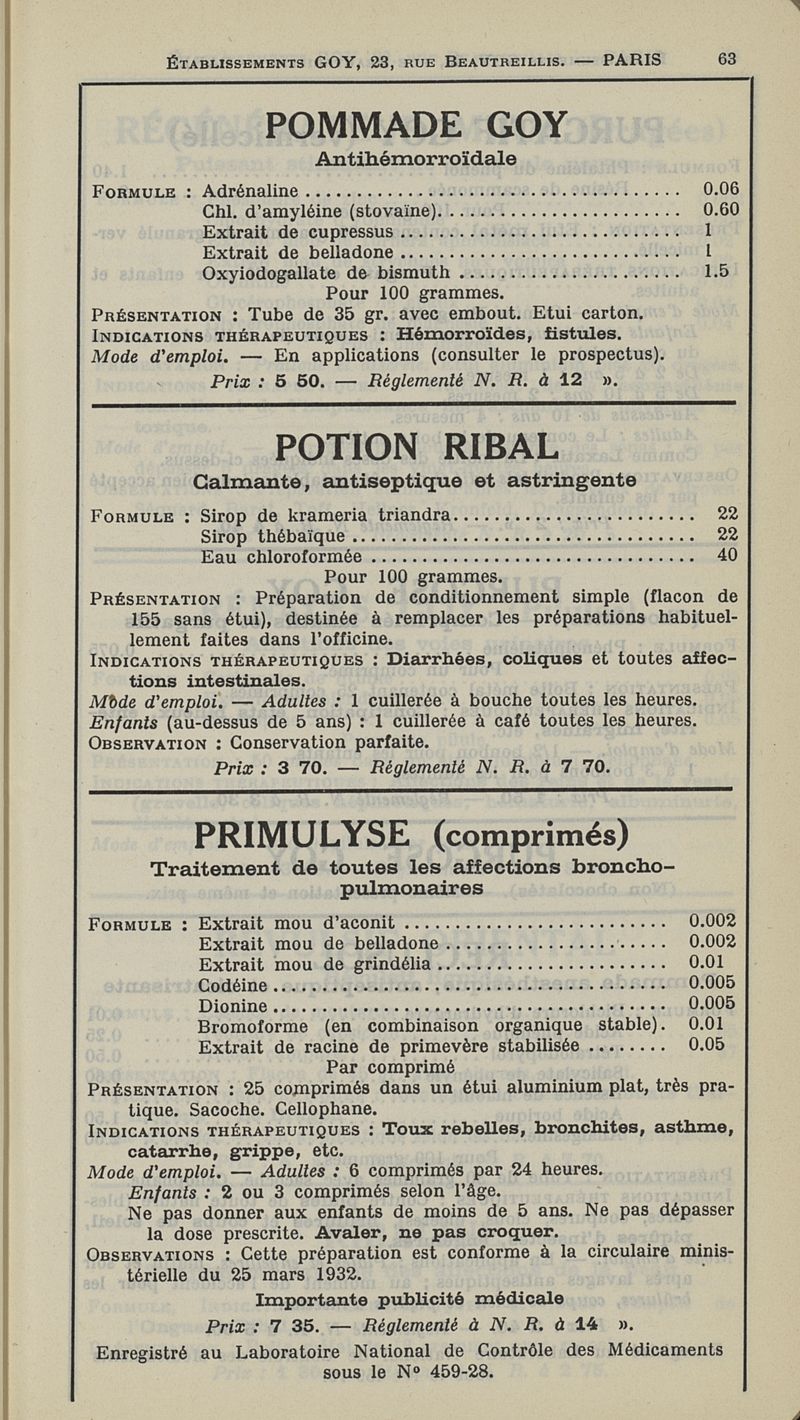 ÉTABLISSEMENTS GOY, 23, RUE BEAUTREILLIS. — PARIS 63
POMMADE GOY
Antihémorroïdale
FORMULE : Adrénaline ........ 0.06
Chl. d'amyléine (stovaïne). ........ 0.60
Extrait de cupressus ........ 1
Extrait de belladone ........ 1
Oxyiodogallate de bismuth ........ 1.5
Pour 100 grammes.
PRÉSENTATION : Tube de 35 gr. avec embout. Etui carton.
INDICATIONS THÉRAPEUTIQUES : Hémorroïdes, fistules.
Mode d'emploi. — En applications (consulter le prospectus).
Prix : 5 50. — Réglementé N. R. à 12 ».
POTION RIBAL
Calmante, antiseptique et astringente
FORMULE : Sirop de krameria triandra ........ 22
Sirop thébaïque ........ 22
Eau chloroformée ........ 40
Pour 100 grammes.
PRÉSENTATION : Préparation de conditionnement simple (flacon de
155 sans étui), destinée à remplacer les préparations habituel-
lement faites dans l'officine.
INDICATIONS THÉRAPEUTIQUES : Diarrhées, coliques et toutes affec-
tions intestinales.
Mode d'emploi. — Adultes : 1 cuillerée à bouche toutes les heures.
Enfants (au-dessus de 5 ans) : 1 cuillerée à café toutes les heures.
OBSERVATION : Conservation parfaite.
Prix : 3 70. — Réglementé N. R. à 7 70.
PRIMULYSE (comprimés)
Traitement de toutes les affections broncho-
pulmonaires
FORMULE : Extrait mou d'aconit ........ 0.002
Extrait mou de belladone ........ 0.002
Extrait mou de grindélia ........ 0.01
Codéine ........ 0.005
Dionine ........ 0.005
Bromoforme (en combinaison organique stable). 0.01
Extrait de racine de primevère stabilisée ........ 0.05
Par comprimé
PRÉSENTATION : 25 comprimés dans un étui aluminium plat, très pra-
tique. Sacoche. Cellophane.
INDICATIONS THÉRAPEUTIQUES : Toux rebelles, bronchites, asthme,
catarrhe, grippe, etc.
Mode d'emploi. — Adultes : 6 comprimés par 24 heures.
Enfants : 2 ou 3 comprimés selon l'âge.
Ne pas donner aux enfants de moins de 5 ans. Ne pas dépasser
la dose prescrite. Avaler, ne pas croquer.
OBSERVATIONS : Cette préparation est conforme à la circulaire minis-
térielle du 25 mars 1932.
Importante publicité médicale
Prix : 7 35. — Réglementé à N. R. à 14 ».
Enregistré au Laboratoire National de Contrôle des Médicaments
sous le N° 459-28.